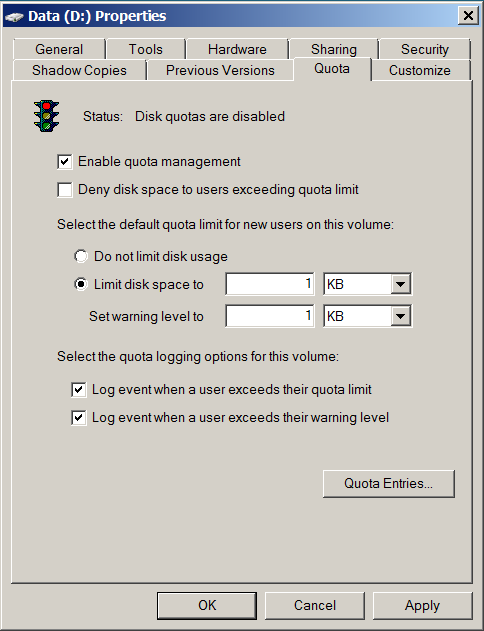 Data (D:) Properties
General Tools Hardware Sharing Security
Shadow Copies Previous Versions Quota Customize
Status: Disk quotas are disabled
Enable quota management
Deny disk space to users exceeding quota limit
Select the default quota limit for new users on this volume:
Do not limit disk usage
Limit disk space to 1 KB
Set warning level to 1 KB
Select the quota logging options for this volume:
Log event when a user exceeds their quota limit
Log event when a user exceeds their warning level
Quota Entries...
OK Cancel Apply